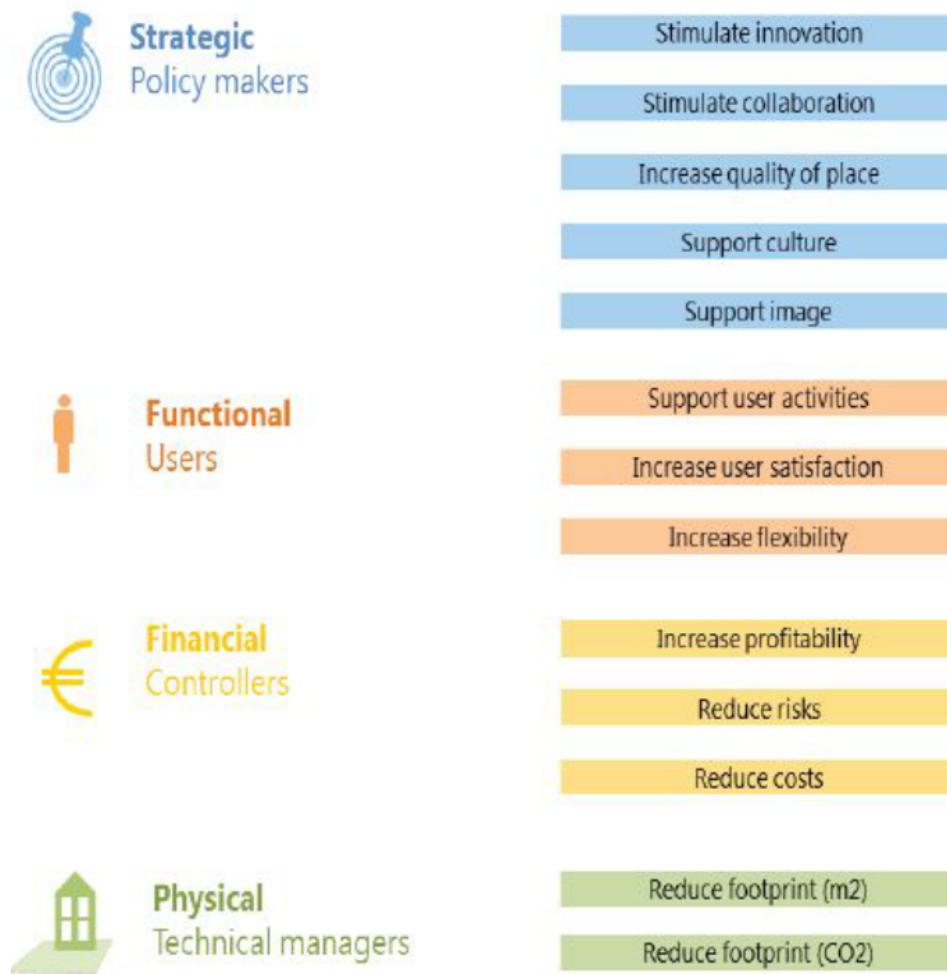 Strategic
Policy makers
Stimulate innovation
Stimulate collaboration
Increase quality of place
Support culture
Support image
Functional
Users
Support user activities
Increase user satisfaction
Increase flexibility
€
Financial
Controllers
Increase profitability
Reduce risks
Reduce costs
Physical
Technical managers
Reduce footprint (m2)
Reduce footprint (CO2)